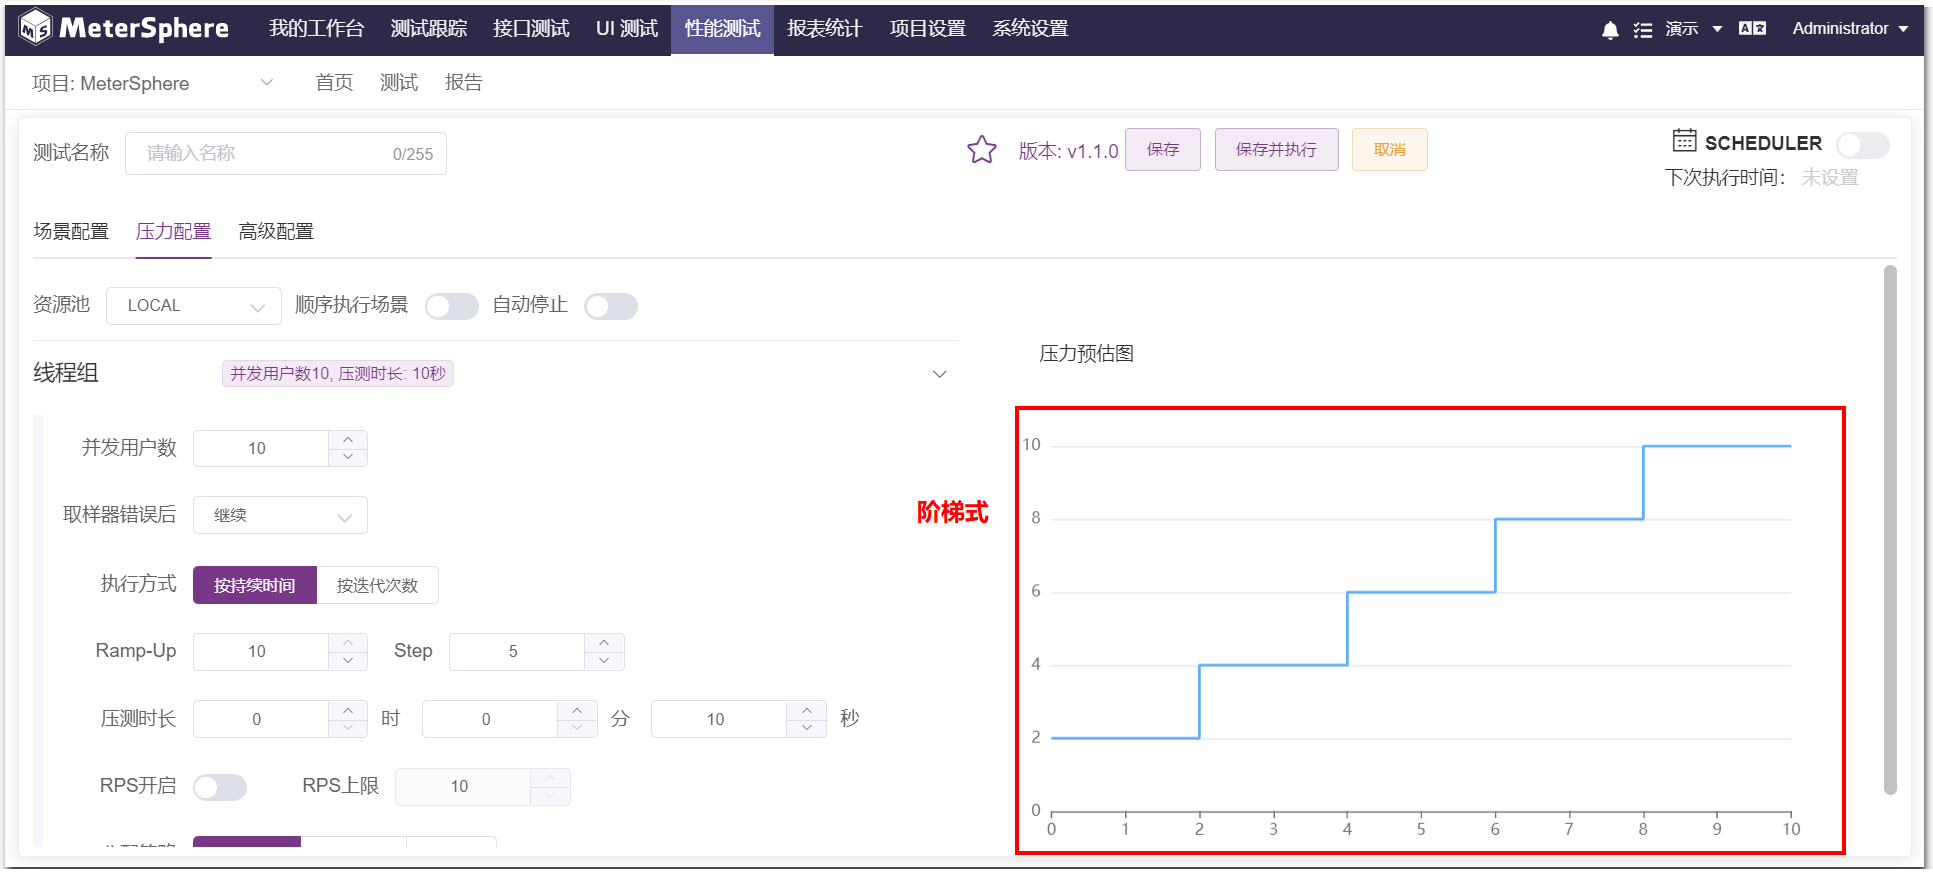 MeterSphere 我的工作台 测试跟踪 接口测试 UI 测试 性能测试 报表统计 项目设置 系统设置 演示 Administrator
项目: MeterSphere 首页 测试 报告
测试名称 请输入名称 0/255 版本: v1.1.0 保存 保存并执行 取消 SCHEDULER
下次执行时间： 未设置
场景配置 压力配置 高级配置
资源池 LOCAL 顺序执行场景 自动停止
压力预估图
线程组 并发用户数10, 压测时长: 10秒
并发用户数 10
取样器错误后 继续
阶梯式
执行方式 按持续时间 按迭代次数
Ramp-Up 10 Step 5
压测时长 0 时 0 分 10 秒
RPS开启 RPS上限 10
10
8
6
4
2
0
0 1 2 3 4 5 6 7 8 9 10